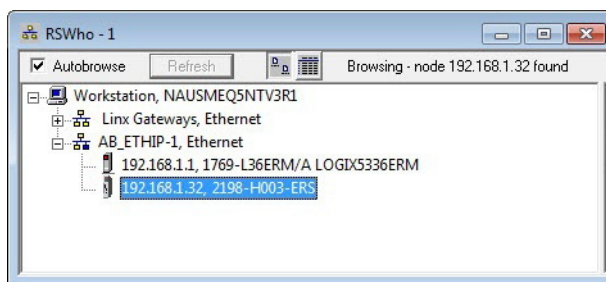 RSWho - 1
Autobrowse Refresh Browsing - node 192.168.1.32 found
Workstation, NAUSMEQ5NTV3R1
Linx Gateways, Ethernet
AB_ETHIP-1, Ethernet
192.168.1.1, 1769-L36ERM/A LOGIX5336ERM
192.168.1.32, 2198-H003-ERS